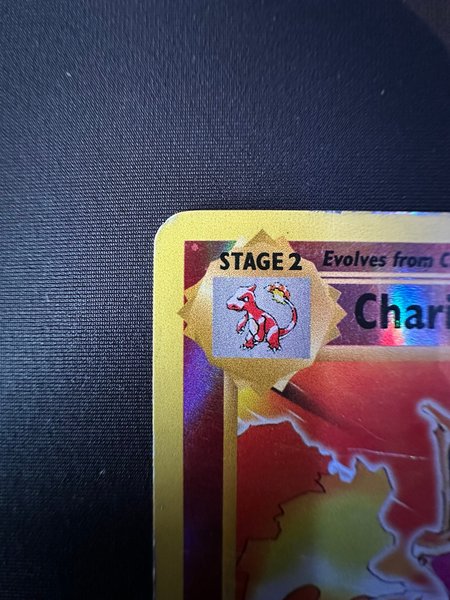 STAGE 2 Evolves from C
Chari